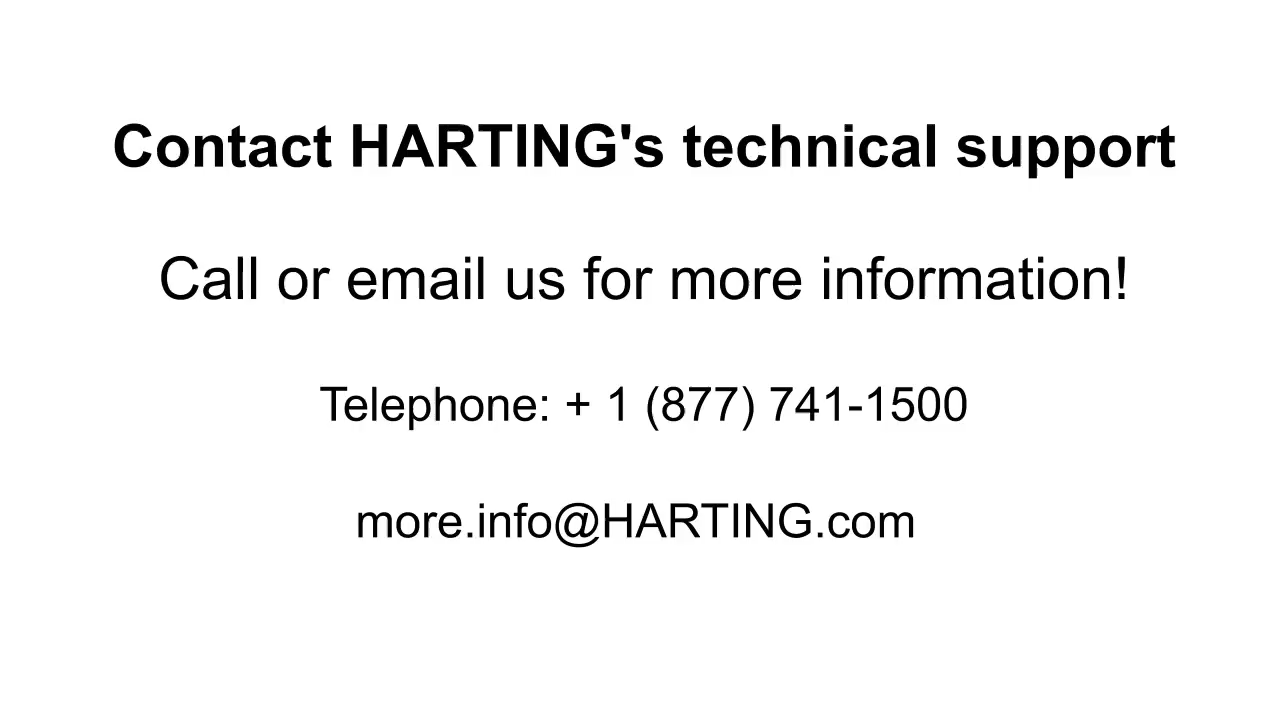 Contact HARTING's technical support
Call or email us for more information!
Telephone: + 1 (877) 741-1500
more.info@HARTING.com